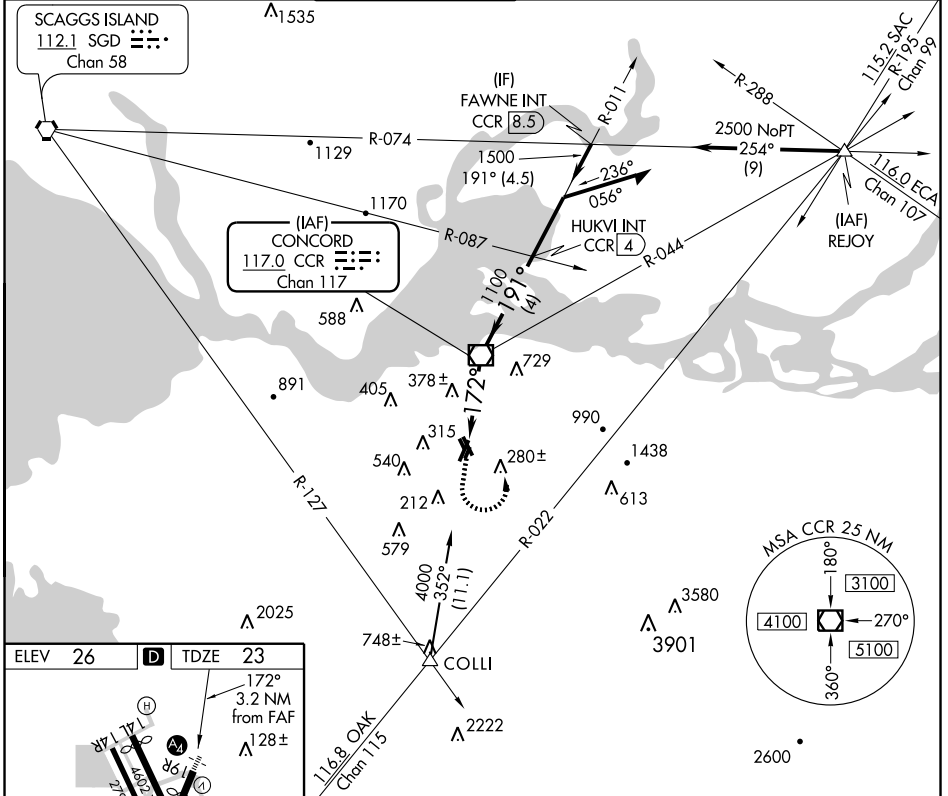 SCAGGS ISLAND
112.1 SGD
Chan 58
1535
115.2 SAC
R-195
Chan 99
(IF)
FAWNE INT
CCR 8.5
R-011
R-288
R-074
1129
1500
191° (4.5)
2500 NoPT
254°
(9)
116.0 ECA
Chan 107
236°
056°
(IAF)
REJOY
1170
R-087
HUKVI INT
CCR 4
R-044
(IAF)
CONCORD
117.0 CCR
Chan 117
1100
191°
(4)
588
729
378±
405
891
172°
315
990
540
280±
1438
212
613
R-127
579
R-022
4000
352°
(11.1)
MSA CCR 25 NM
180°
3100
4100
270°
5100
360°
2025
3580
3901
748±
COLLI
2222
2600
116.8 OAK
Chan 115
ELEV 26 D TDZE 23
172°
3.2 NM
from FAF
H
14L
14R
A4
19R
V
128±
4602